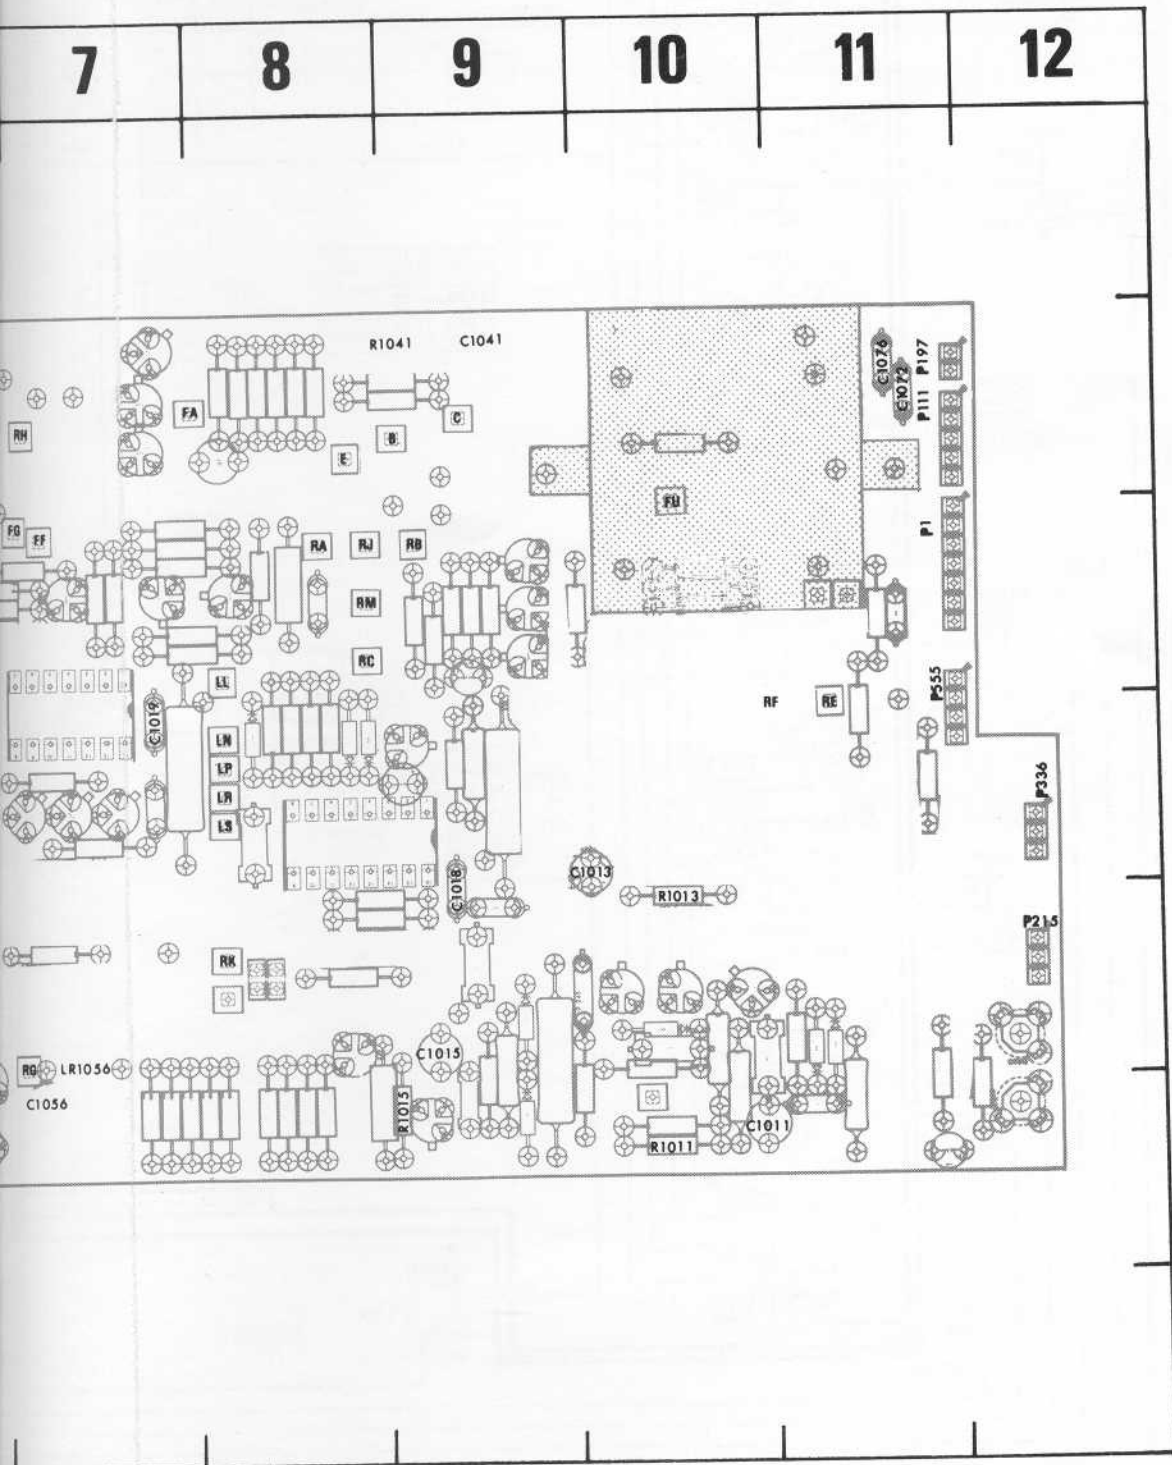 7 8 9 10 11 12
R1041 C1041
C1076 P197
C1072
P111
FA
C
RH
B
E
FU
FG FF
RA RJ RB
P1
RM
RC
LL
P555
RF RE
C1019
LN
LP
P336
LR
LS
C1018
C1013
R1013
P215
RK
C1015
RG LR1056
C1056
R1015
C1011
R1011